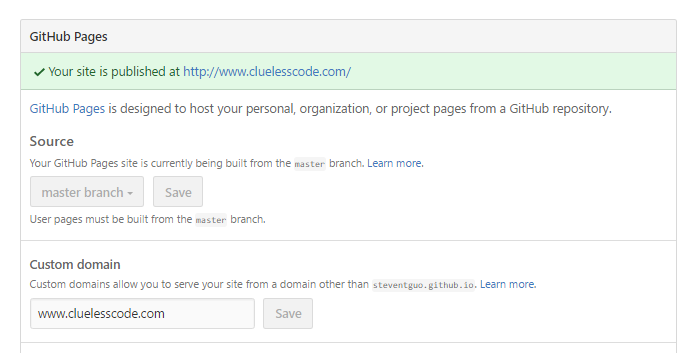 GitHub Pages
Your site is published at http://www.cluelesscode.com/
GitHub Pages is designed to host your personal, organization, or project pages from a GitHub repository.
Source
Your GitHub Pages site is currently being built from the master branch. Learn more.
master branch Save
User pages must be built from the master branch.
Custom domain
Custom domains allow you to serve your site from a domain other than steventguo.github.io. Learn more.
www.cluelesscode.com Save